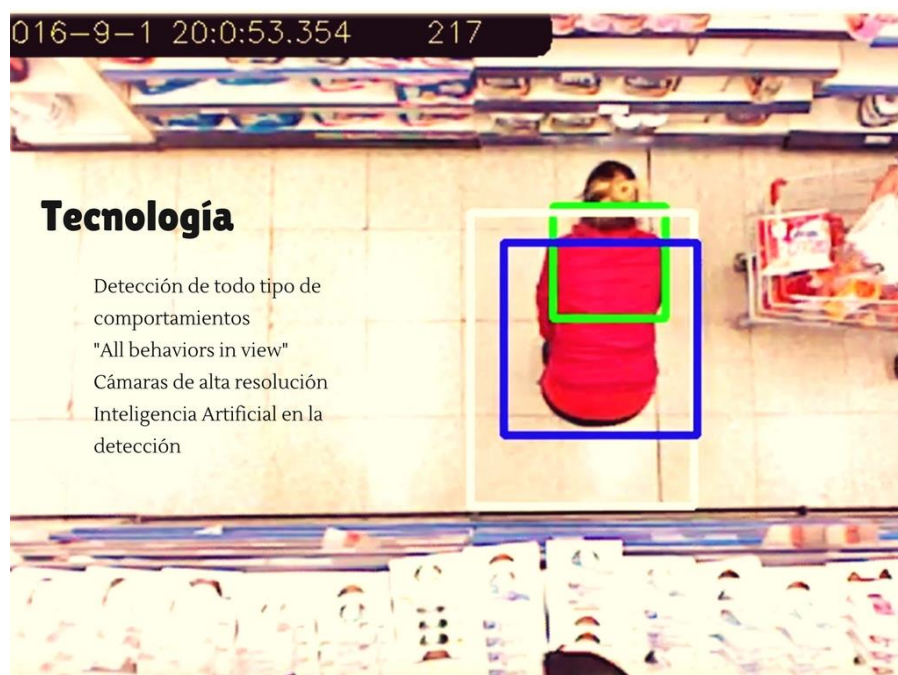 016-9-1 20:0:53.354 217
Tecnología
Detección de todo tipo de
comportamientos
"All behaviors in view"
Cámaras de alta resolución
Inteligencia Artificial en la
detección